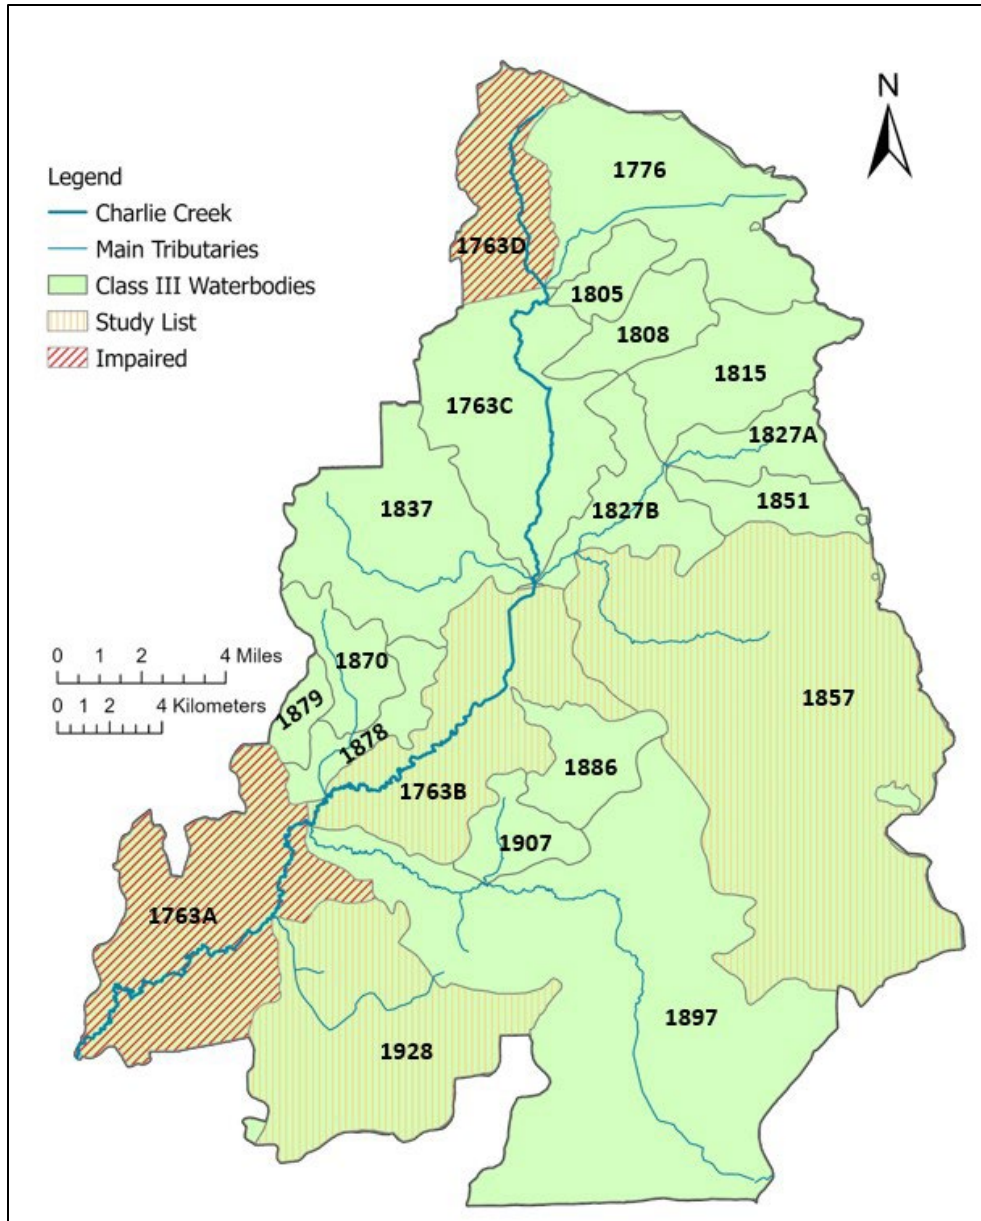 N
Legend
Charlie Creek
Main Tributaries
Class III Waterbodies
Study List
Impaired
1776
1763D
1805
1808
1815
1763C
1827A
1837
1827B
1851
0 1 2 4 Miles
0 1 2 4 Kilometers
1870
1879
1878
1857
1886
1763B
1907
1763A
1897
1928